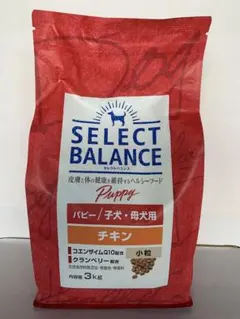 SELECT
BALANCE
セレクトバランス
皮膚と体の健康を維持するヘルシーフード
Puppy
パピー/子犬・母犬用
チキン
コエンザイムQ10配合
クランベリー配合
小粒
内容量3kg